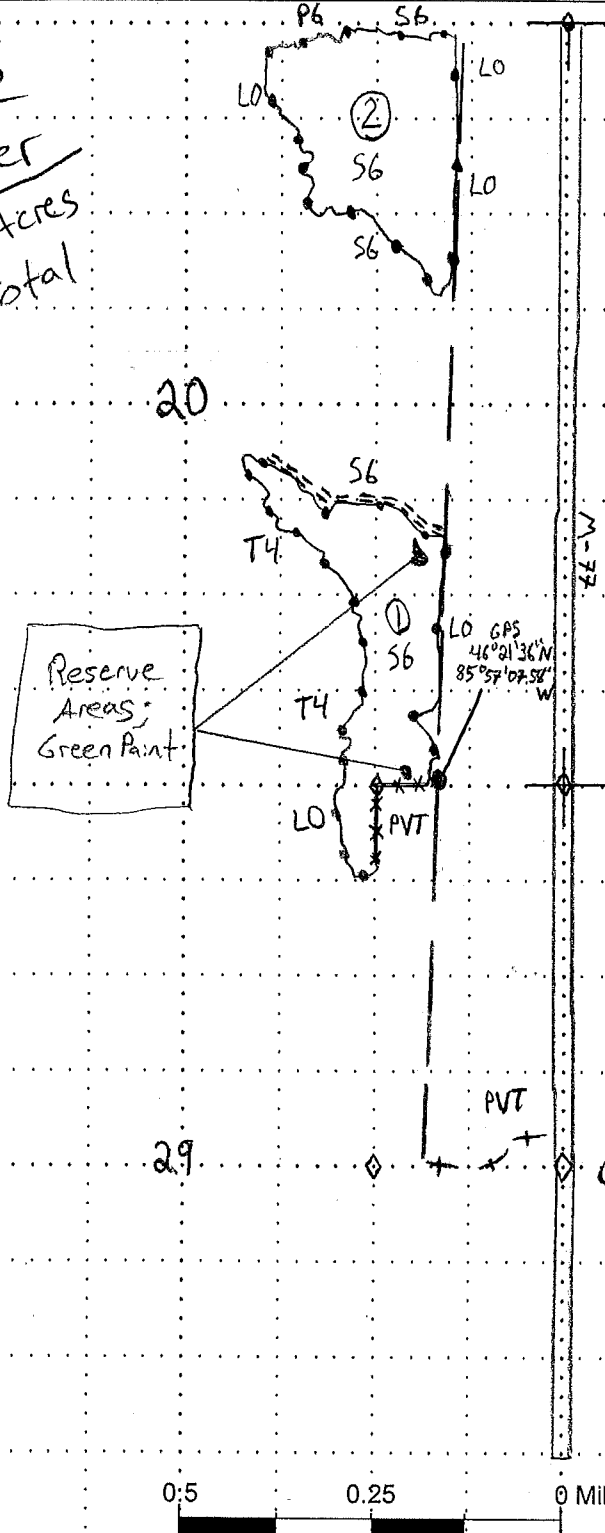 er
Acres
P6 S6
LO
LO
2
S6
LO
S6
20
S6
T4
W-77
1
S6
LO
GPS
46°21'36"N
85°57'07.58"
W
Reserve
Areas;
Green Paint
T4
LO
PVT
PVT
29
0:5 0.25 0 Mil